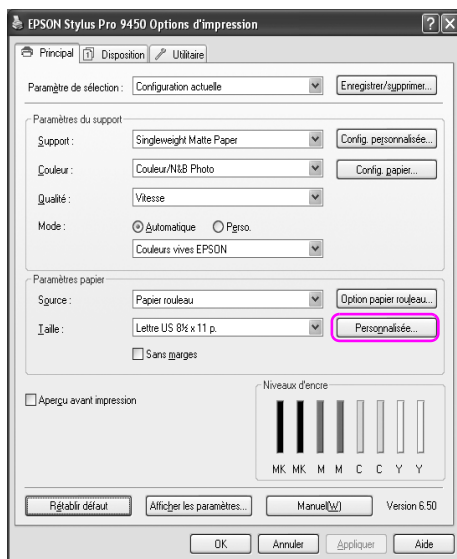 EPSON Stylus Pro 9450 Options d'impression
Principal Disposition Utilitaire
Paramètre de sélection : Configuration actuelle Enregistrer/supprimer...
Paramètres du support
Support : Singleweight Matte Paper Config. personnalisée...
Couleur : Couleur/N&B Photo Config. papier...
Qualité : Vitesse
Mode : Automatique Perso.
Couleurs vives EPSON
Paramètres papier
Source : Papier rouleau Option papier rouleau...
Taille : Lettre US 8½ x 11 p. Personnalisée...
Sans marges
Niveaux d'encre
Aperçu avant impression
MK MK M M C C Y Y
Rétablir défaut Afficher les paramètres... Manuel(W) Version 6.50
OK Annuler Appliquer Aide